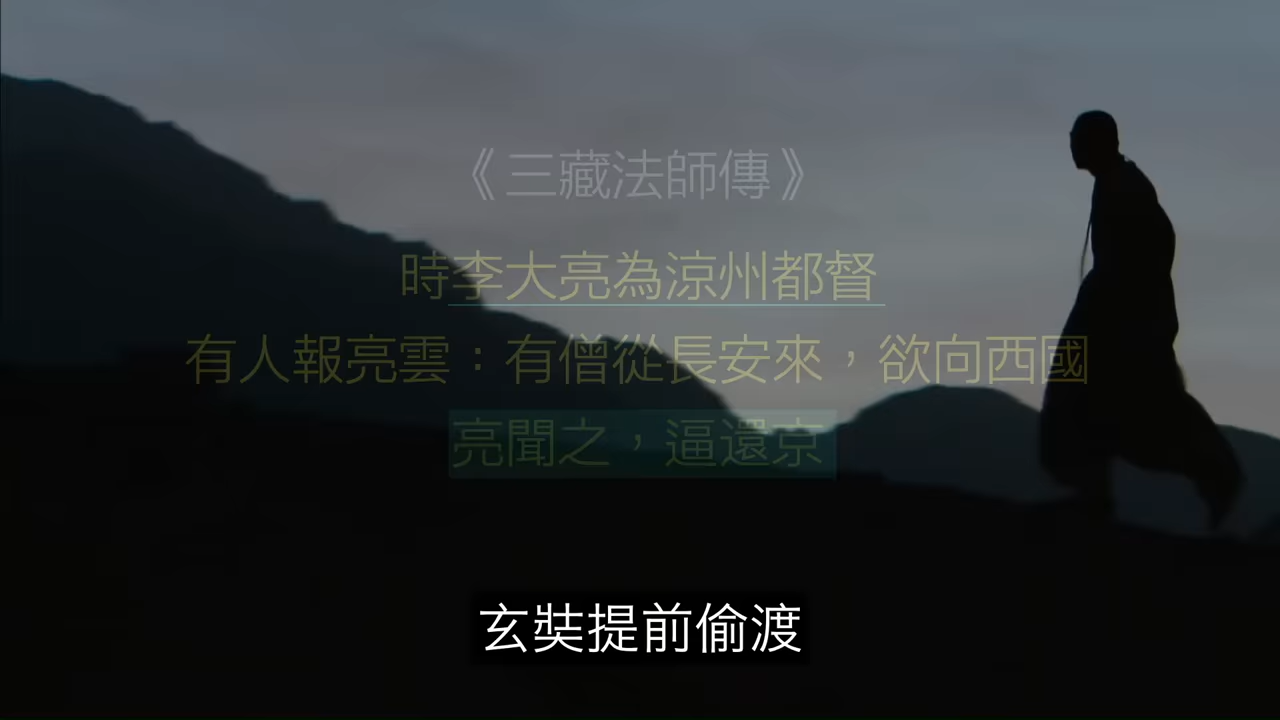 《三藏法師傳》
時李大亮為涼州都督
有人報亮雲：有僧從長安來，欲向西國
亮聞之，逼還京
玄奘提前偷渡